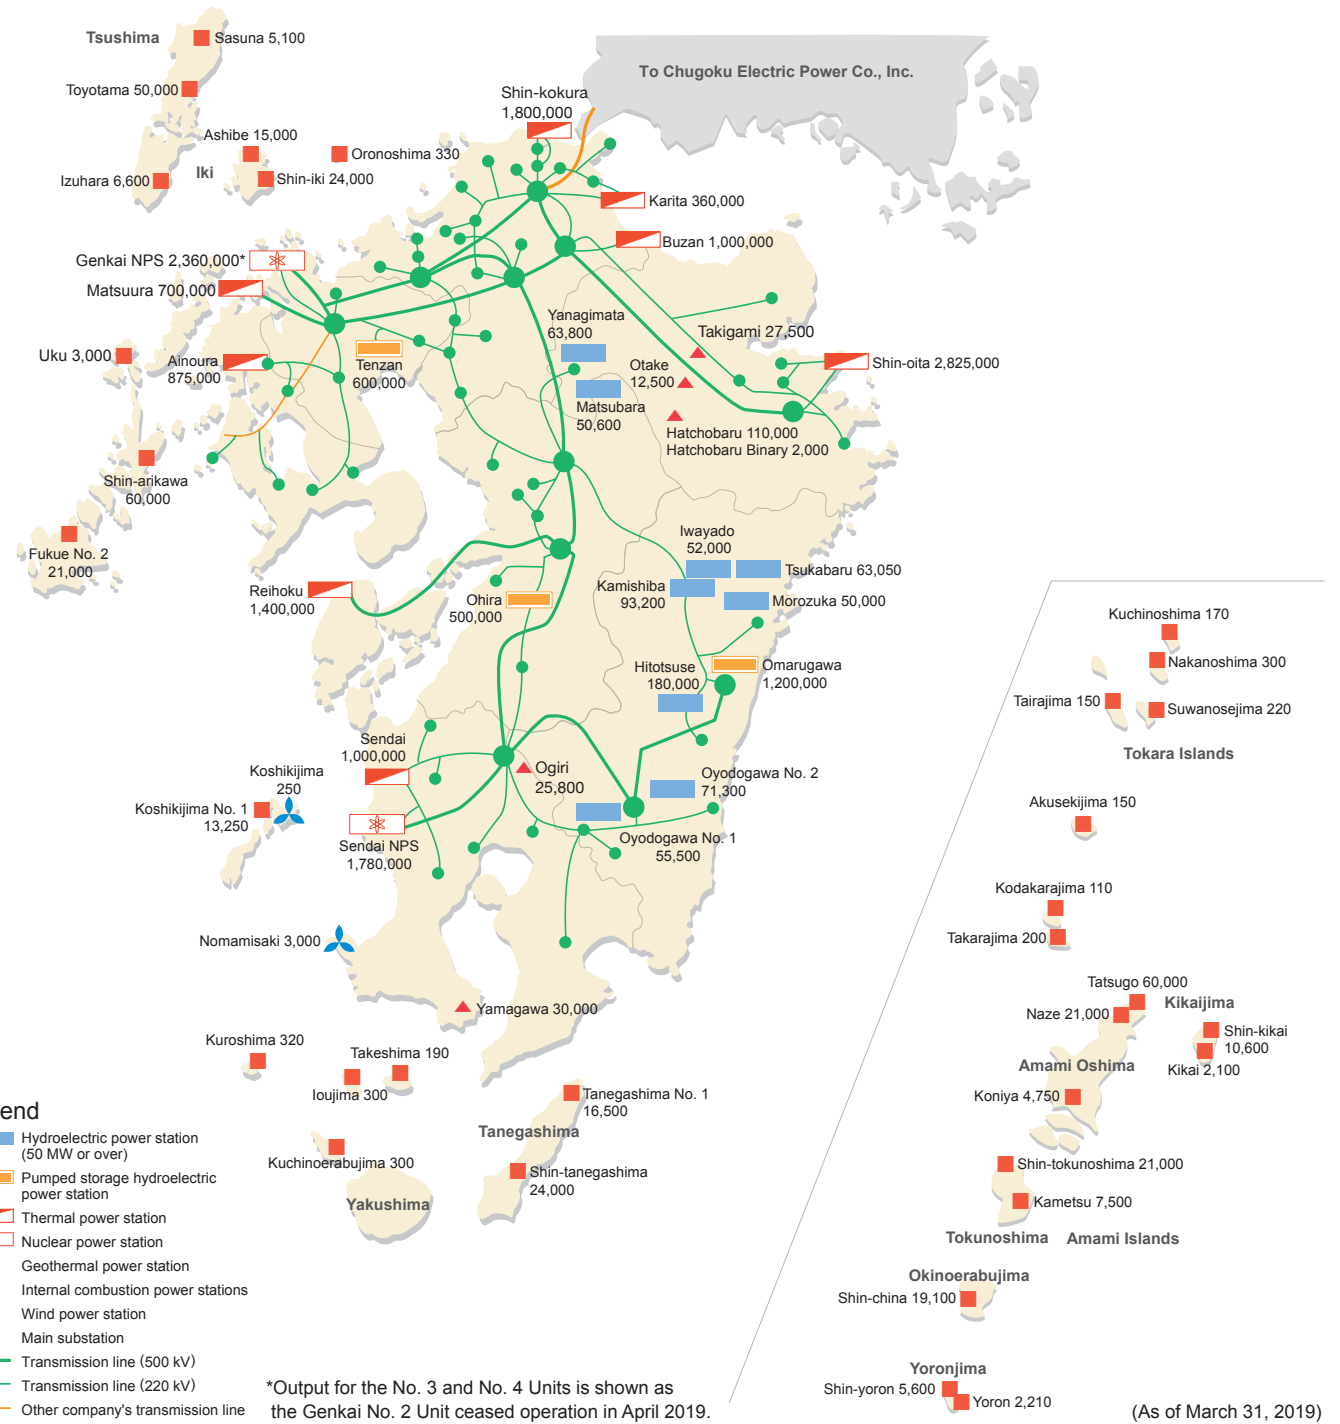 Tsushima
Sasuna 5,100
To Chugoku Electric Power Co., Inc.
Toyotama 50,000
Shin-kokura
1,800,000
Ashibe 15,000
Oronoshima 330
Iki
Izuhara 6,600
Shin-iki 24,000
Karita 360,000
Buzan 1,000,000
Genkai NPS 2,360,000*
Matsuura 700,000
Yanagimata
63,800
Takigami 27,500
Uku 3,000
Ainoura
875,000
Tenzan
600,000
Otake
12,500
Shin-oita 2,825,000
Matsubara
50,600
Hatchobaru 110,000
Hatchobaru Binary 2,000
Shin-arikawa
60,000
Fukue No. 2
21,000
Iwayado
52,000
Tsukabaru 63,050
Kamishiba
93,200
Morozuka 50,000
Reihoku
1,400,000
Ohira
500,000
Hitotsuse
180,000
Omarugawa
1,200,000
Kuchinoshima 170
Nakanoshima 300
Tairajima 150
Suwanosejima 220
Tokara Islands
Sendai
1,000,000
Ogiri
25,800
Koshikijima
250
Koshikijima No. 1
13,250
Oyodogawa No. 2
71,300
Akusekijima 150
Sendai NPS
1,780,000
Oyodogawa No. 1
55,500
Kodakarajima 110
Takarajima 200
Nomamisaki 3,000
Yamagawa 30,000
Tatsugo 60,000
Naze 21,000
Kikaijima
Shin-kikai
10,600
Kikai 2,100
Amami Oshima
Koniya 4,750
Kuroshima 320
Takeshima 190
Ioujima 300
Tanegashima No. 1
16,500
Tanegashima
Kuchinoerabujima 300
Shin-tanegashima
24,000
Yakushima
Shin-tokunoshima 21,000
Kametsu 7,500
Tokunoshima
Amami Islands
Okinoerabujima
Shin-china 19,100
Yoronjima
Shin-yoron 5,600
Yoron 2,210
end
Hydroelectric power station
(50 MW or over)
Pumped storage hydroelectric
power station
Thermal power station
Nuclear power station
Geothermal power station
Internal combustion power stations
Wind power station
Main substation
Transmission line (500 kV)
Transmission line (220 kV)
Other company's transmission line
*Output for the No. 3 and No. 4 Units is shown as
the Genkai No. 2 Unit ceased operation in April 2019.
(As of March 31, 2019)